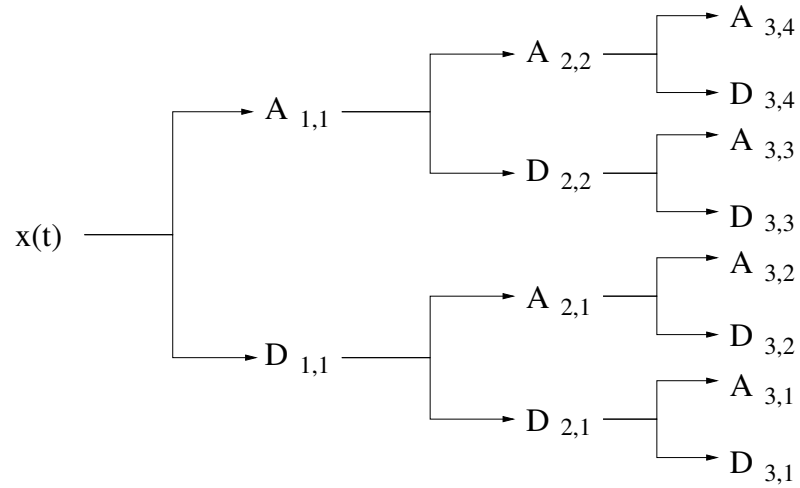 A 3,4
A 2,2
D 3,4
A 1,1
A 3,3
D 2,2
D 3,3
x(t)
A 3,2
A 2,1
D 3,2
D 1,1
A 3,1
D 2,1
D 3,1